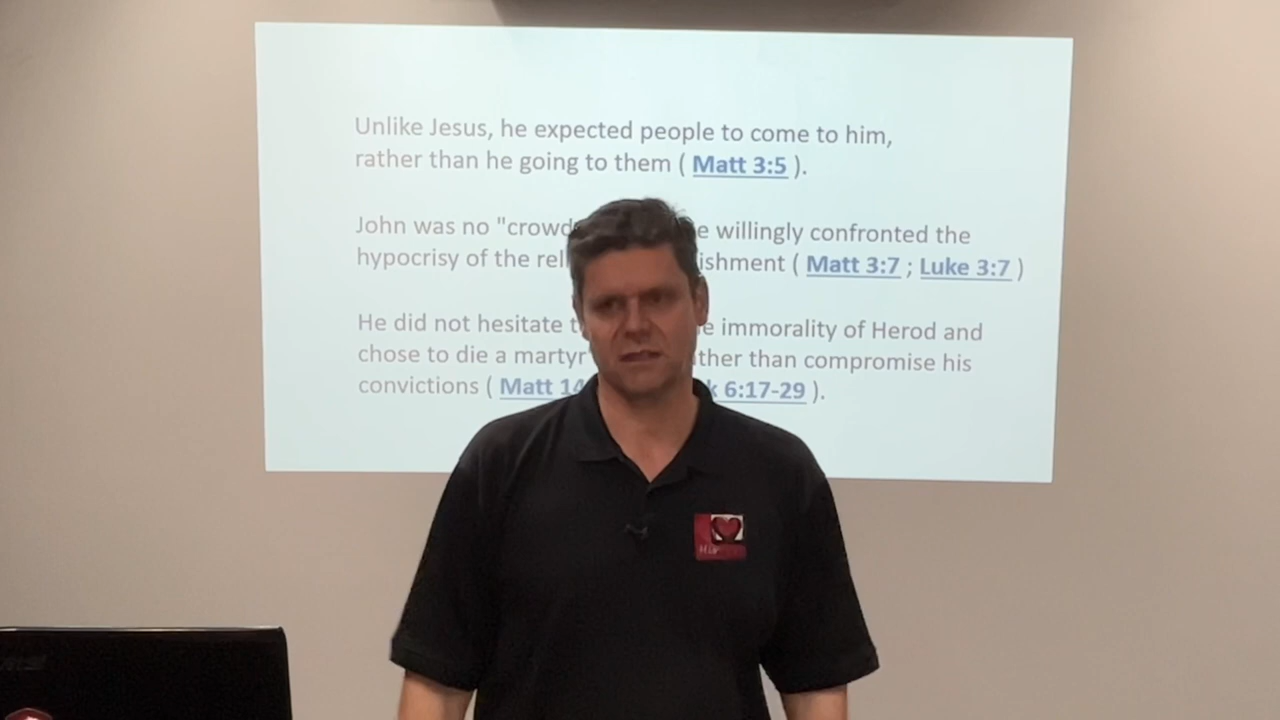 Unlike Jesus, he expected people to come to him,
rather than he going to them ( Matt 3:5 ).
John was no "crowd e willingly confronted the
hypocrisy of the rel ishment ( Matt 3:7 ; Luke 3:7 )
He did not hesitate t e immorality of Herod and
chose to die a martyr' ther than compromise his
convictions ( Matt 14 k 6:17-29 ).